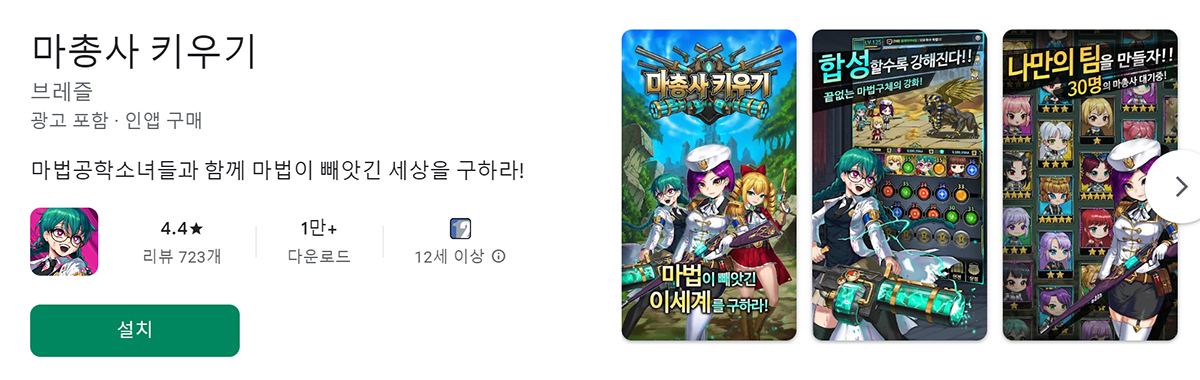 마총사 키우기
브레즐
광고 포함 · 인앱 구매
마법공학소녀들과 함께 마법이 빼앗긴 세상을 구하라!
4.4★
리뷰 723개
1만+
다운로드
12
12세 이상
설치
마총사 키우기
마법이 빼앗긴
이세계를 구하라!
LV.125
합성할수록 강해진다!!
끝없는 마법구체의 강화!
나만의 팀을 만들자!!
30명의 마총사 대기중!